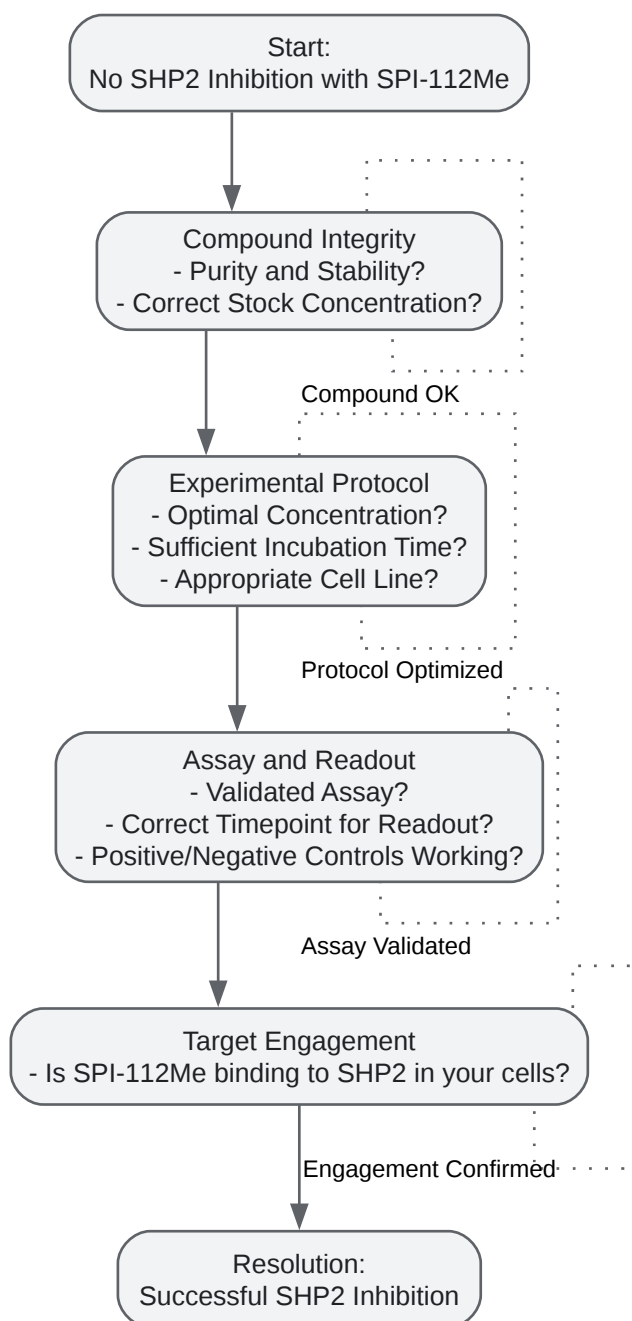 Start:
No SHP2 Inhibition with SPI-112Me
Compound Integrity
- Purity and Stability?
- Correct Stock Concentration?
Compound OK
Experimental Protocol
- Optimal Concentration?
- Sufficient Incubation Time?
- Appropriate Cell Line?
Protocol Optimized
Assay and Readout
- Validated Assay?
- Correct Timepoint for Readout?
- Positive/Negative Controls Working?
Assay Validated
Target Engagement
- Is SPI-112Me binding to SHP2 in your cells?
Engagement Confirmed
Resolution:
Successful SHP2 Inhibition